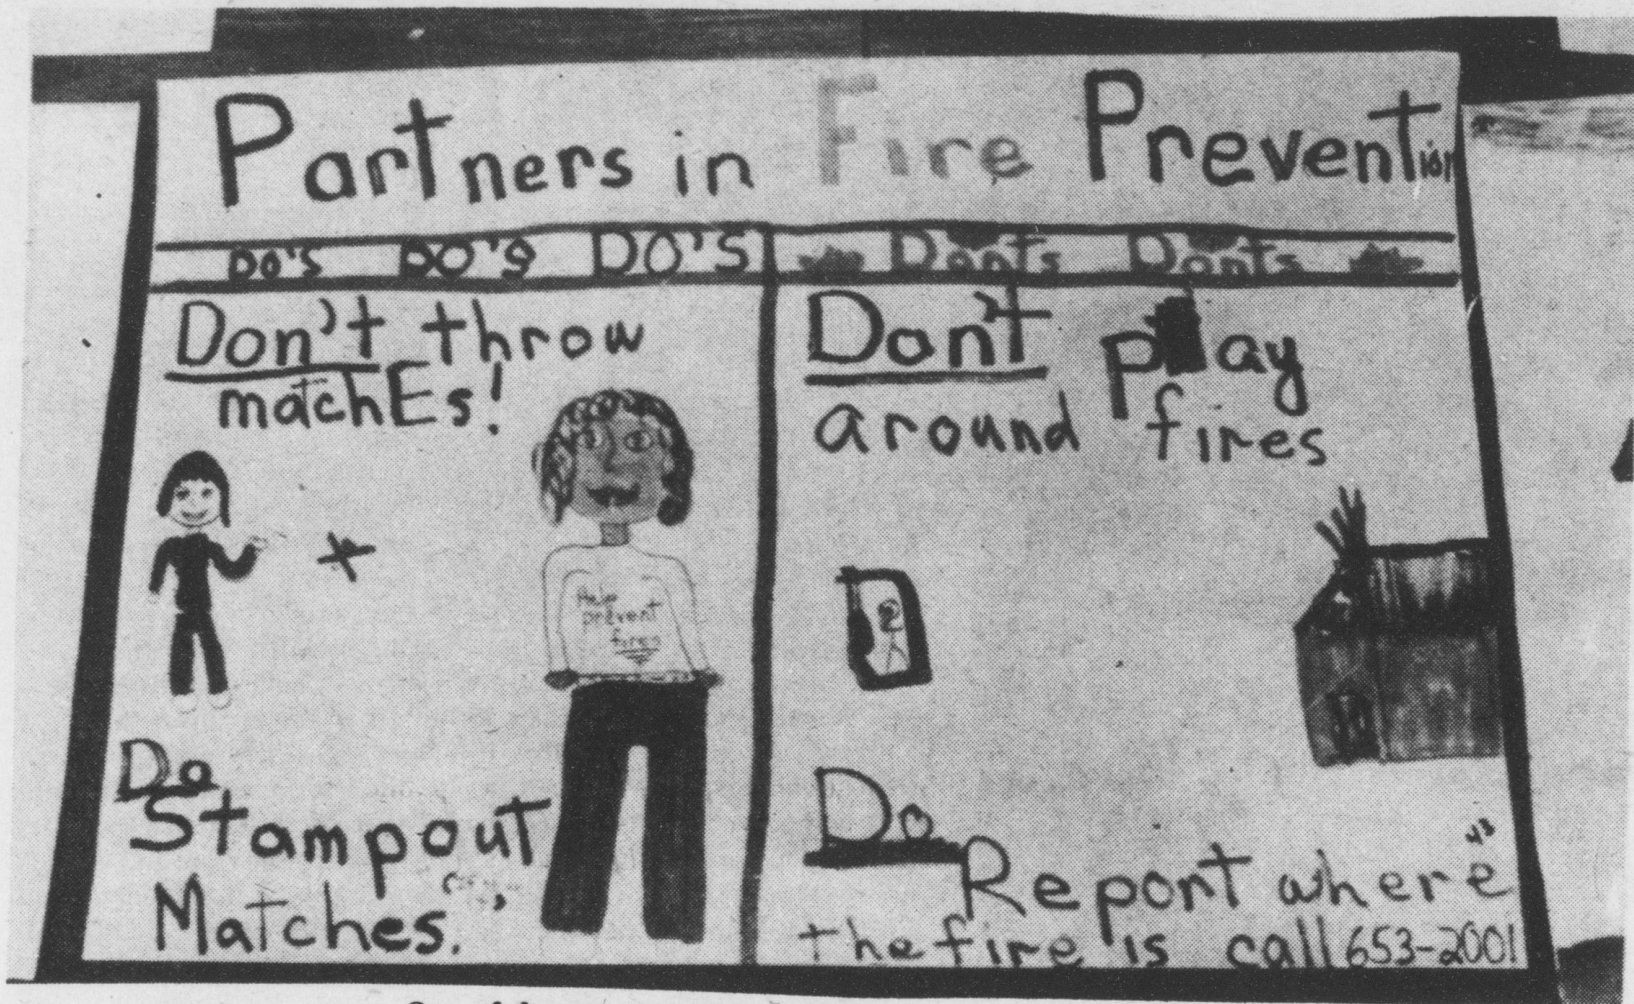 Partners in Fire Prevention
DO'S DO'S DO'S Donts Donts
Don't throw
matchEs!
Help
prevent
fires
Do
Stampout
Matches.
Don't play
around fires
Do
Report where
the fire is call 653-2001